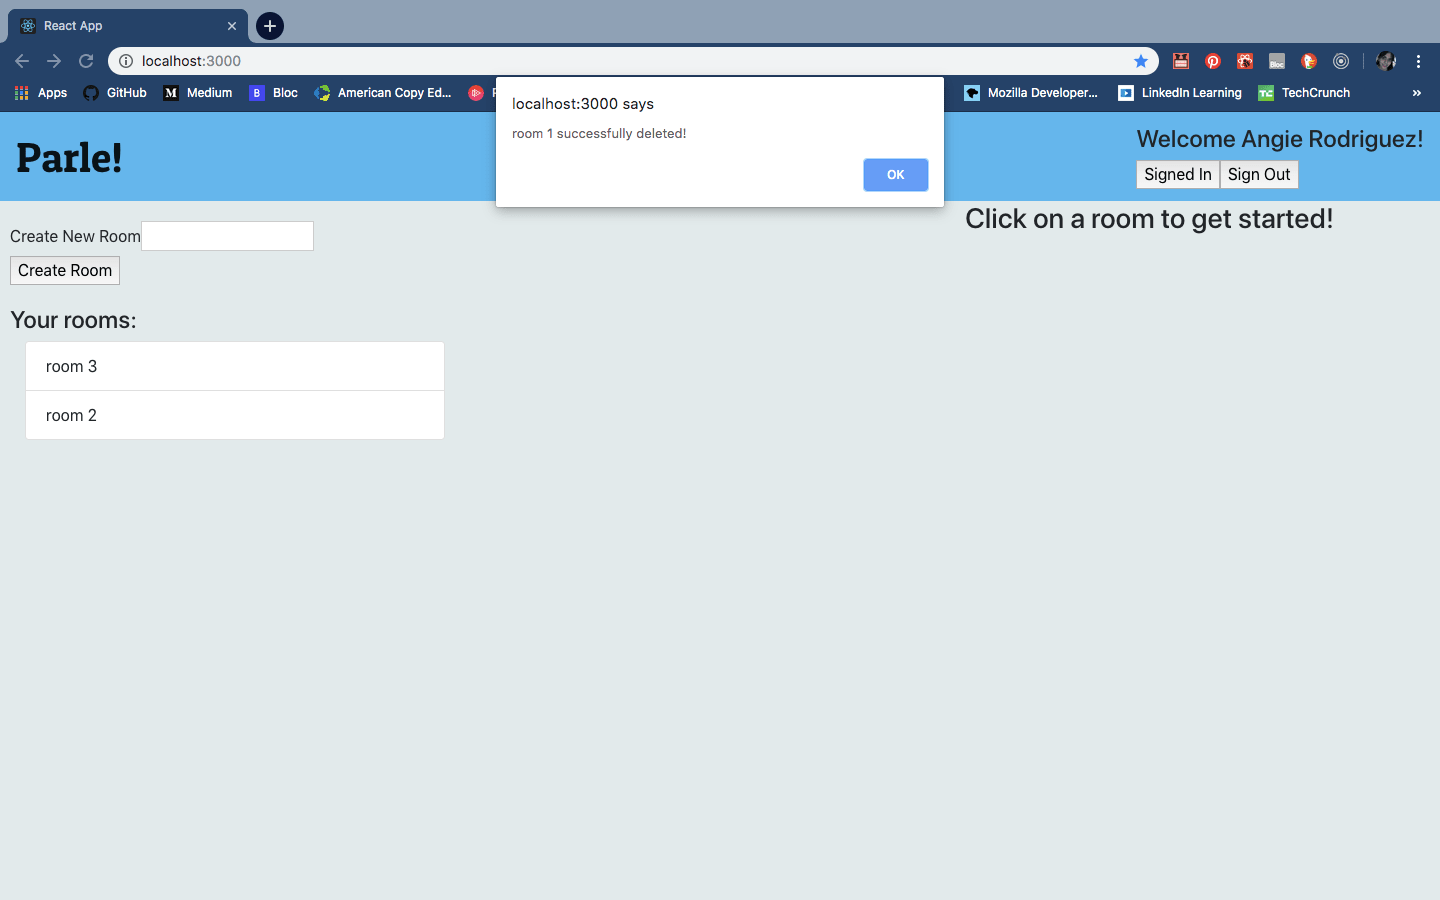 React App
localhost:3000
Apps
GitHub
M Medium
B Bloc
American Copy Ed...
Mozilla Developer...
LinkedIn Learning
TC TechCrunch
»
localhost:3000 says
room 1 successfully deleted!
OK
Parle!
Welcome Angie Rodriguez!
Signed In
Sign Out
Click on a room to get started!
Create New Room
Create Room
Your rooms:
room 3
room 2